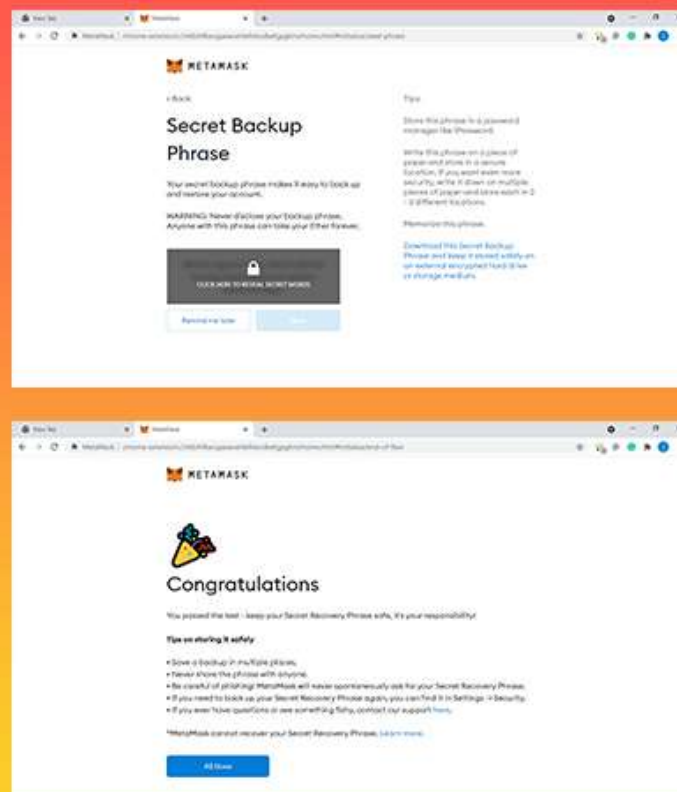 New Tab
MetaMask
METAMASK
< Back
Secret Backup
Phrase
Your secret backup phrase makes it easy to back up
and restore your account.
WARNING: Never disclose your backup phrase.
Anyone with this phrase can take your Ether forever.
CLICK HERE TO REVEAL SECRET WORDS
Remind me later
Next
Tips
Store this phrase in a password
manager like 1Password.
Write this phrase on a piece of
paper and store in a secure
location. If you want even more
security, write it down on multiple
pieces of paper and store each in 2
- 3 different locations.
Memorize this phrase.
Download this Secret Backup
Phrase and keep it stored safely on
an external encrypted hard drive
or storage medium.
New Tab
MetaMask
METAMASK
Congratulations
You passed the test - keep your Secret Recovery Phrase safe, it's your responsibility!
Tips on storing it safely
• Save a backup in multiple places.
• Never share the phrase with anyone.
• Be careful of phishing! MetaMask will never spontaneously ask for your Secret Recovery Phrase.
• If you need to back up your Secret Recovery Phrase again, you can find it in Settings -> Security.
• If you ever have questions or see something fishy, contact our support here.
*MetaMask cannot recover your Secret Recovery Phrase. Learn more.
All Done